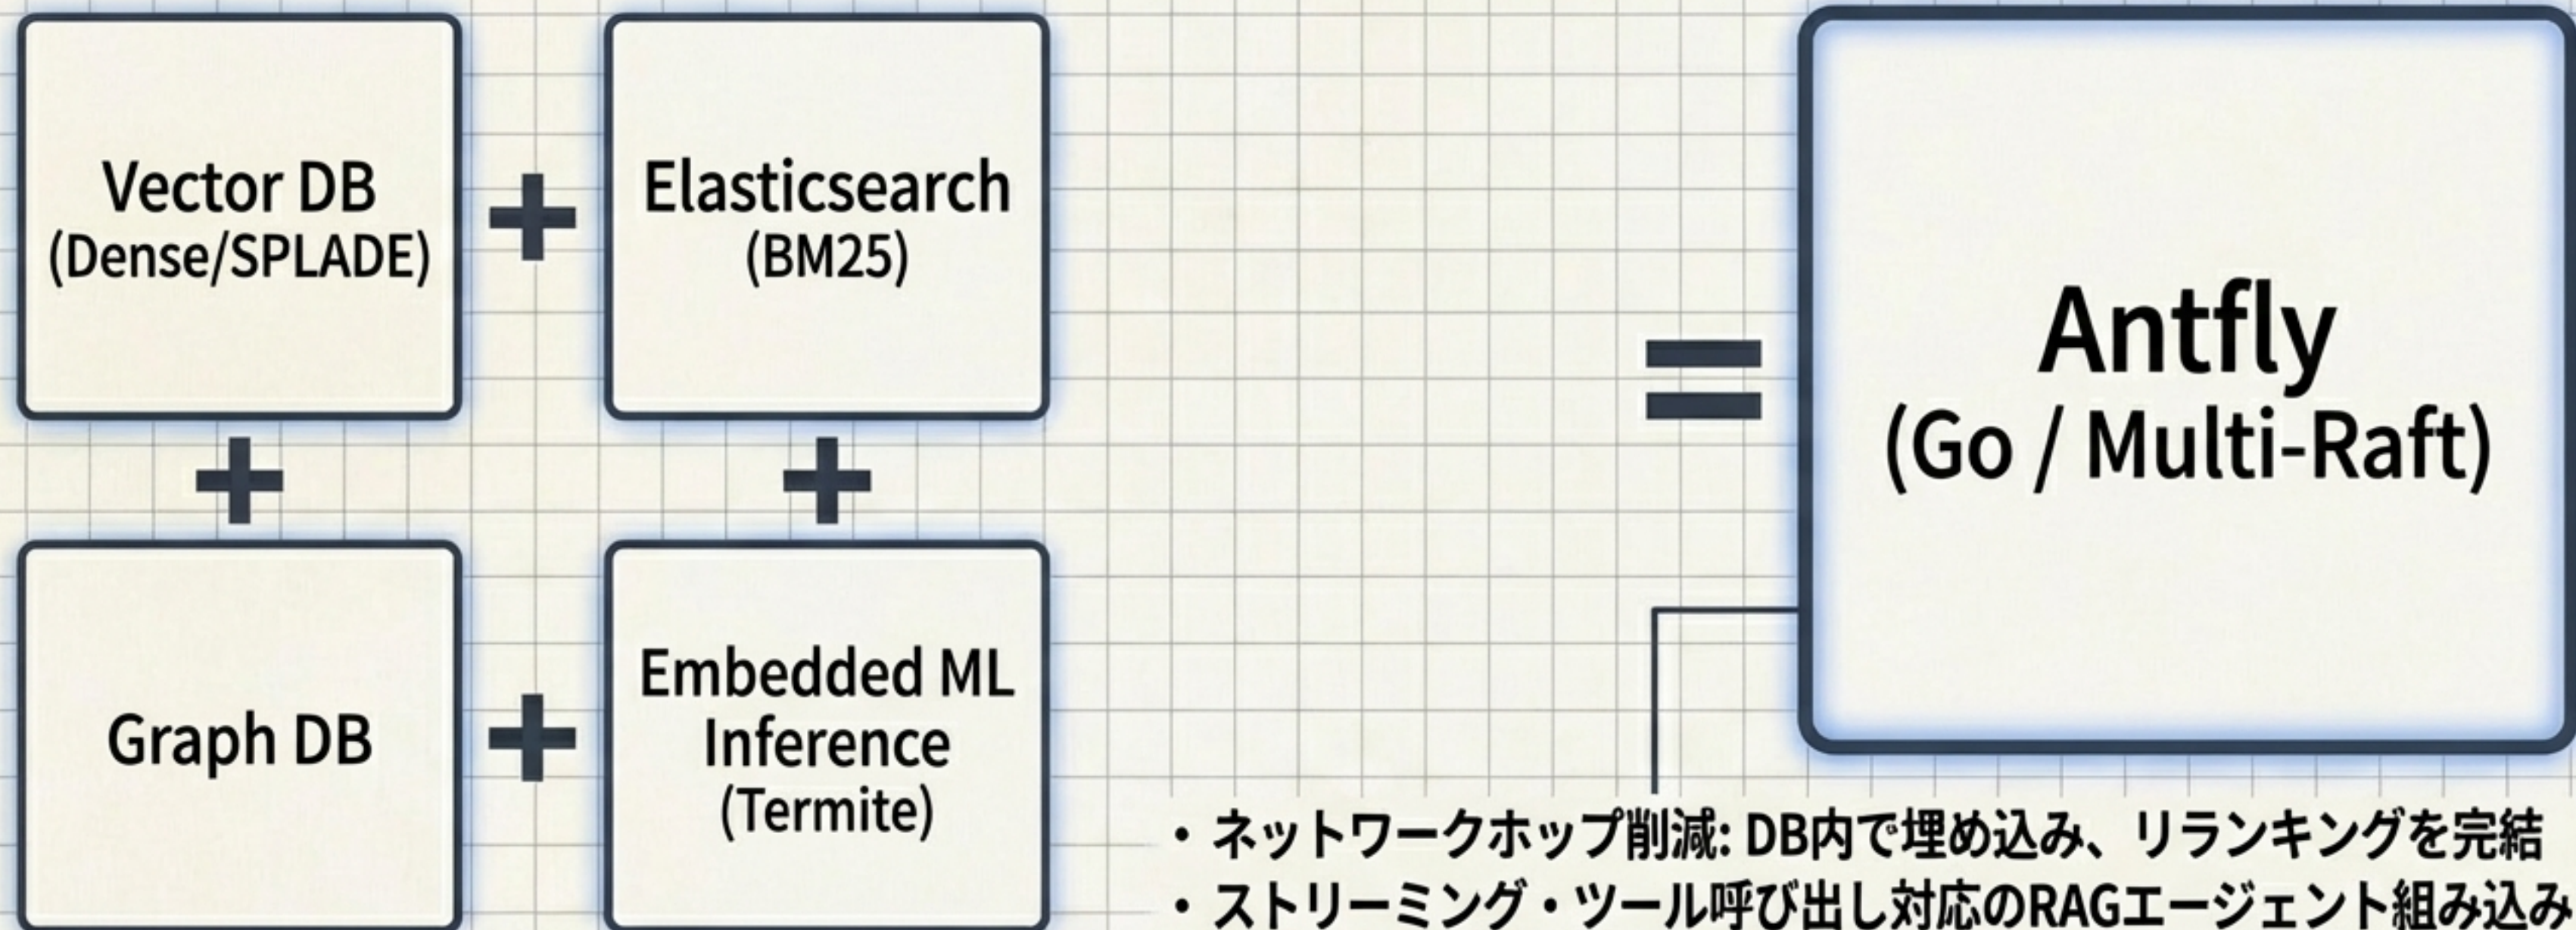 Vector DB
(Dense/SPLADE)
+
Elasticsearch
(BM25)
+
+
Graph DB
+
Embedded ML
Inference
(Termite)
=
Antfly
(Go / Multi-Raft)
• ネットワークホップ削減: DB内で埋め込み、リランキングを完結
• ストリーミング・ツール呼び出し対応のRAGエージェント組み込み